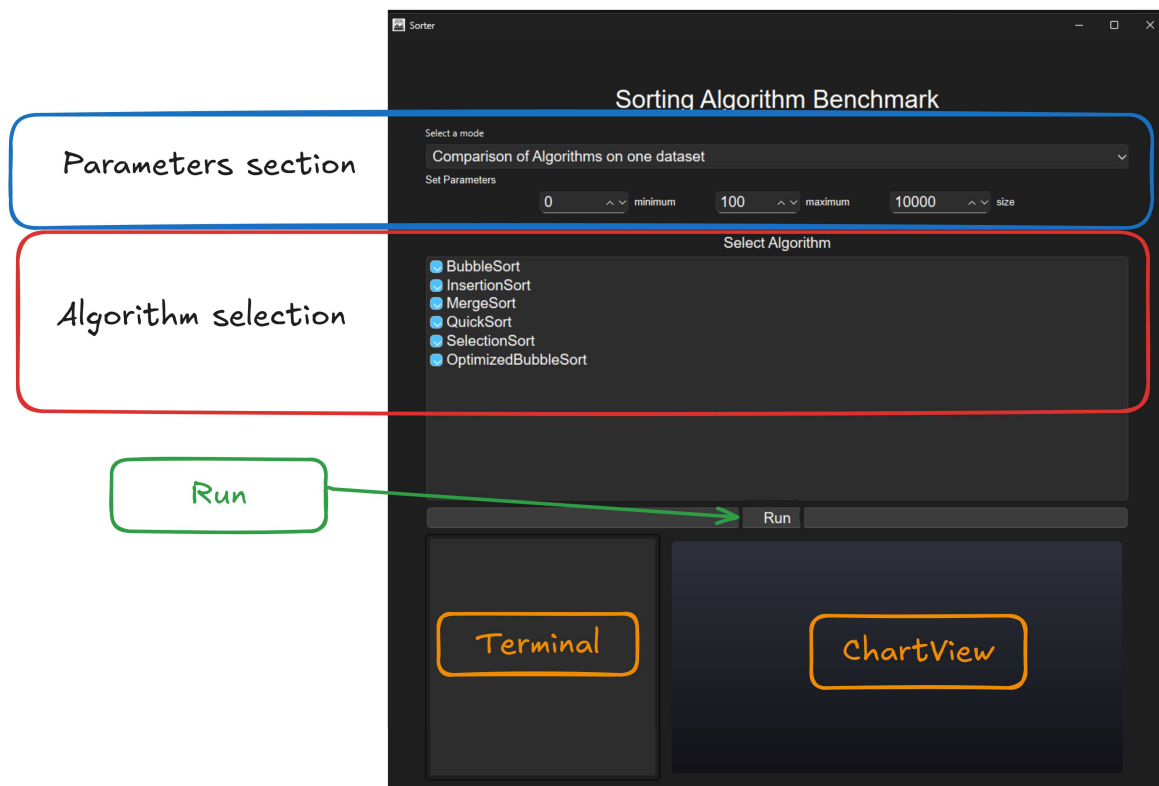 Sorter
Sorting Algorithm Benchmark
Parameters section
Select a mode
Comparison of Algorithms on one dataset
Set Parameters
0 minimum 100 maximum 10000 size
Select Algorithm
Algorithm selection
BubbleSort
InsertionSort
MergeSort
QuickSort
SelectionSort
OptimizedBubbleSort
Run
Run
Terminal
ChartView